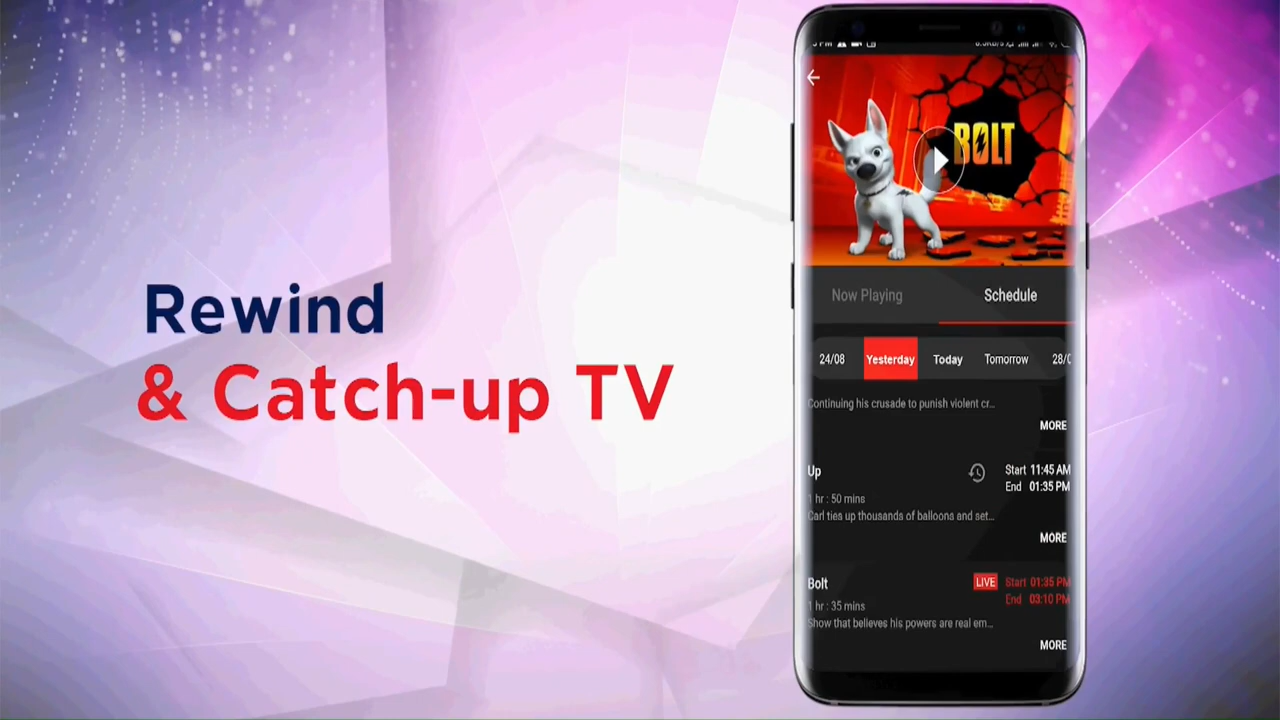 Rewind
& Catch-up TV
BOLT
Now Playing
Schedule
24/08
Yesterday
Today
Tomorrow
Continuing his crusade to punish violent cr...
MORE
Up
Start 11:45 AM
End 01:35 PM
1 hr : 50 mins
Carl ties up thousands of balloons and set...
MORE
Bolt
LIVE
Start 01:35 PM
End 03:10 PM
1 hr : 35 mins
Show that believes his powers are real em...
MORE